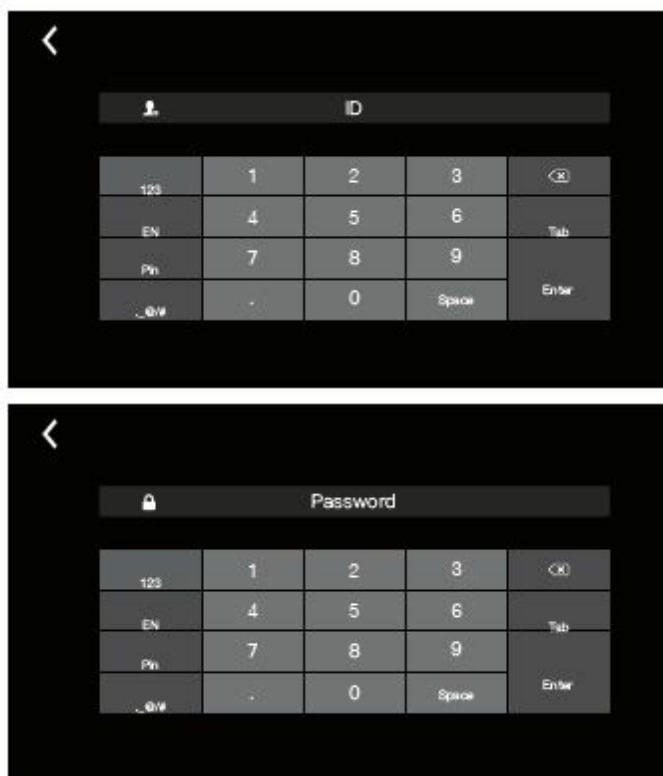 ID
123 1 2 3
EN 4 5 6 Tab
Pin 7 8 9
._@/# . 0 Space Enter
Password
123 1 2 3
EN 4 5 6 Tab
Pin 7 8 9
._@/# . 0 Space Enter